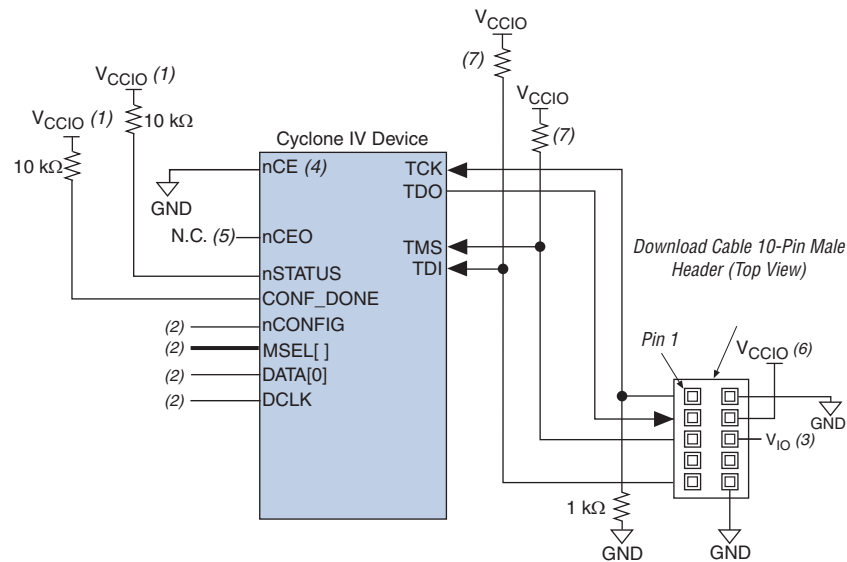 VCCIO
(7)
VCCIO (1)
VCCIO
VCCIO (1)
10 kΩ
(7)
Cyclone IV Device
10 kΩ
nCE (4)
TCK
TDO
GND
N.C. (5)
nCEO
TMS
Download Cable 10-Pin Male
Header (Top View)
nSTATUS
TDI
CONF_DONE
(2)
nCONFIG
Pin 1
VCCIO (6)
(2)
MSEL[ ]
(2)
DATA[0]
(2)
DCLK
GND
VIO (3)
1 kΩ
GND
GND